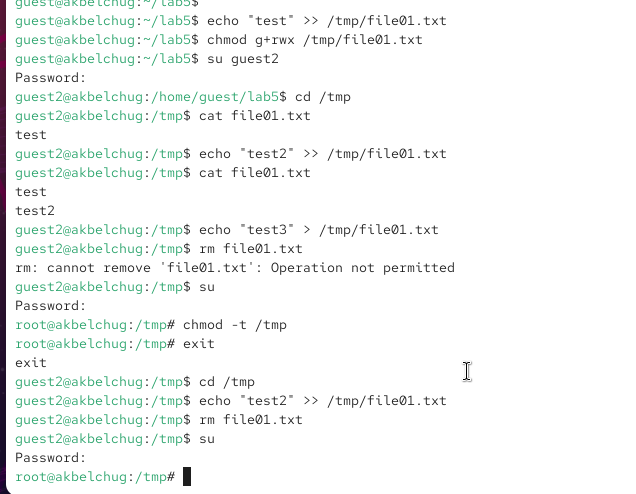 guest@akbelchug:~/lab5$
guest@akbelchug:~/lab5$ echo "test" >> /tmp/file01.txt
guest@akbelchug:~/lab5$ chmod g+rwx /tmp/file01.txt
guest@akbelchug:~/lab5$ su guest2
Password:
guest2@akbelchug:/home/guest/lab5$ cd /tmp
guest2@akbelchug:/tmp$ cat file01.txt
test
guest2@akbelchug:/tmp$ echo "test2" >> /tmp/file01.txt
guest2@akbelchug:/tmp$ cat file01.txt
test
test2
guest2@akbelchug:/tmp$ echo "test3" > /tmp/file01.txt
guest2@akbelchug:/tmp$ rm file01.txt
rm: cannot remove 'file01.txt': Operation not permitted
guest2@akbelchug:/tmp$ su
Password:
root@akbelchug:/tmp# chmod -t /tmp
root@akbelchug:/tmp# exit
exit
guest2@akbelchug:/tmp$ cd /tmp
guest2@akbelchug:/tmp$ echo "test2" >> /tmp/file01.txt
guest2@akbelchug:/tmp$ rm file01.txt
guest2@akbelchug:/tmp$ su
Password:
root@akbelchug:/tmp#